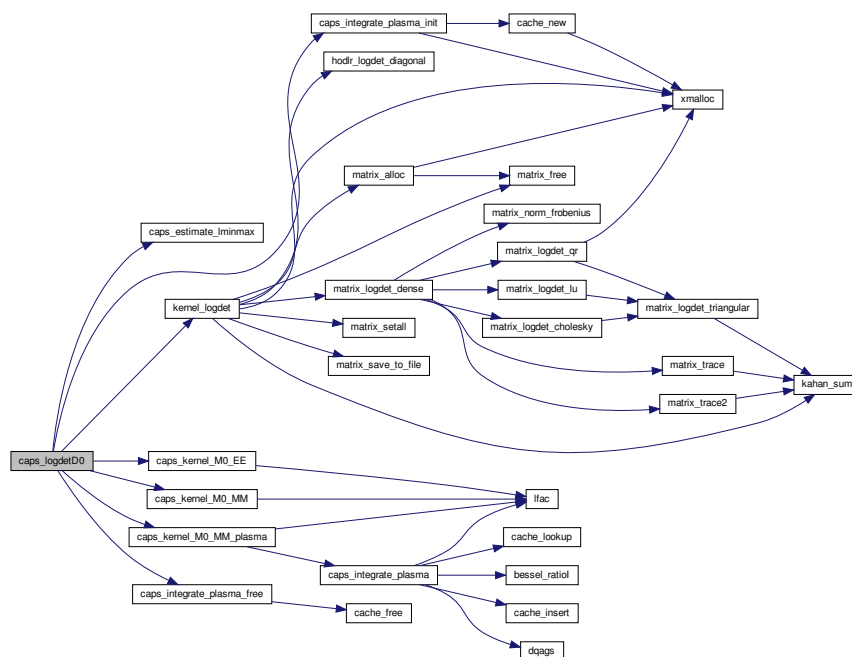 caps_integrate_plasma_init
cache_new
hodlr_logdet_diagonal
xmalloc
matrix_alloc
matrix_free
matrix_norm_frobenius
caps_estimate_lminmax
matrix_logdet_qr
matrix_logdet_dense
matrix_logdet_lu
kernel_logdet
matrix_logdet_triangular
matrix_setall
matrix_logdet_cholesky
matrix_save_to_file
matrix_trace
kahan_sum
matrix_trace2
caps_logdetD0
caps_kernel_M0_EE
caps_kernel_M0_MM
lfac
caps_kernel_M0_MM_plasma
cache_lookup
caps_integrate_plasma
bessel_ratioI
caps_integrate_plasma_free
cache_free
cache_insert
dqags